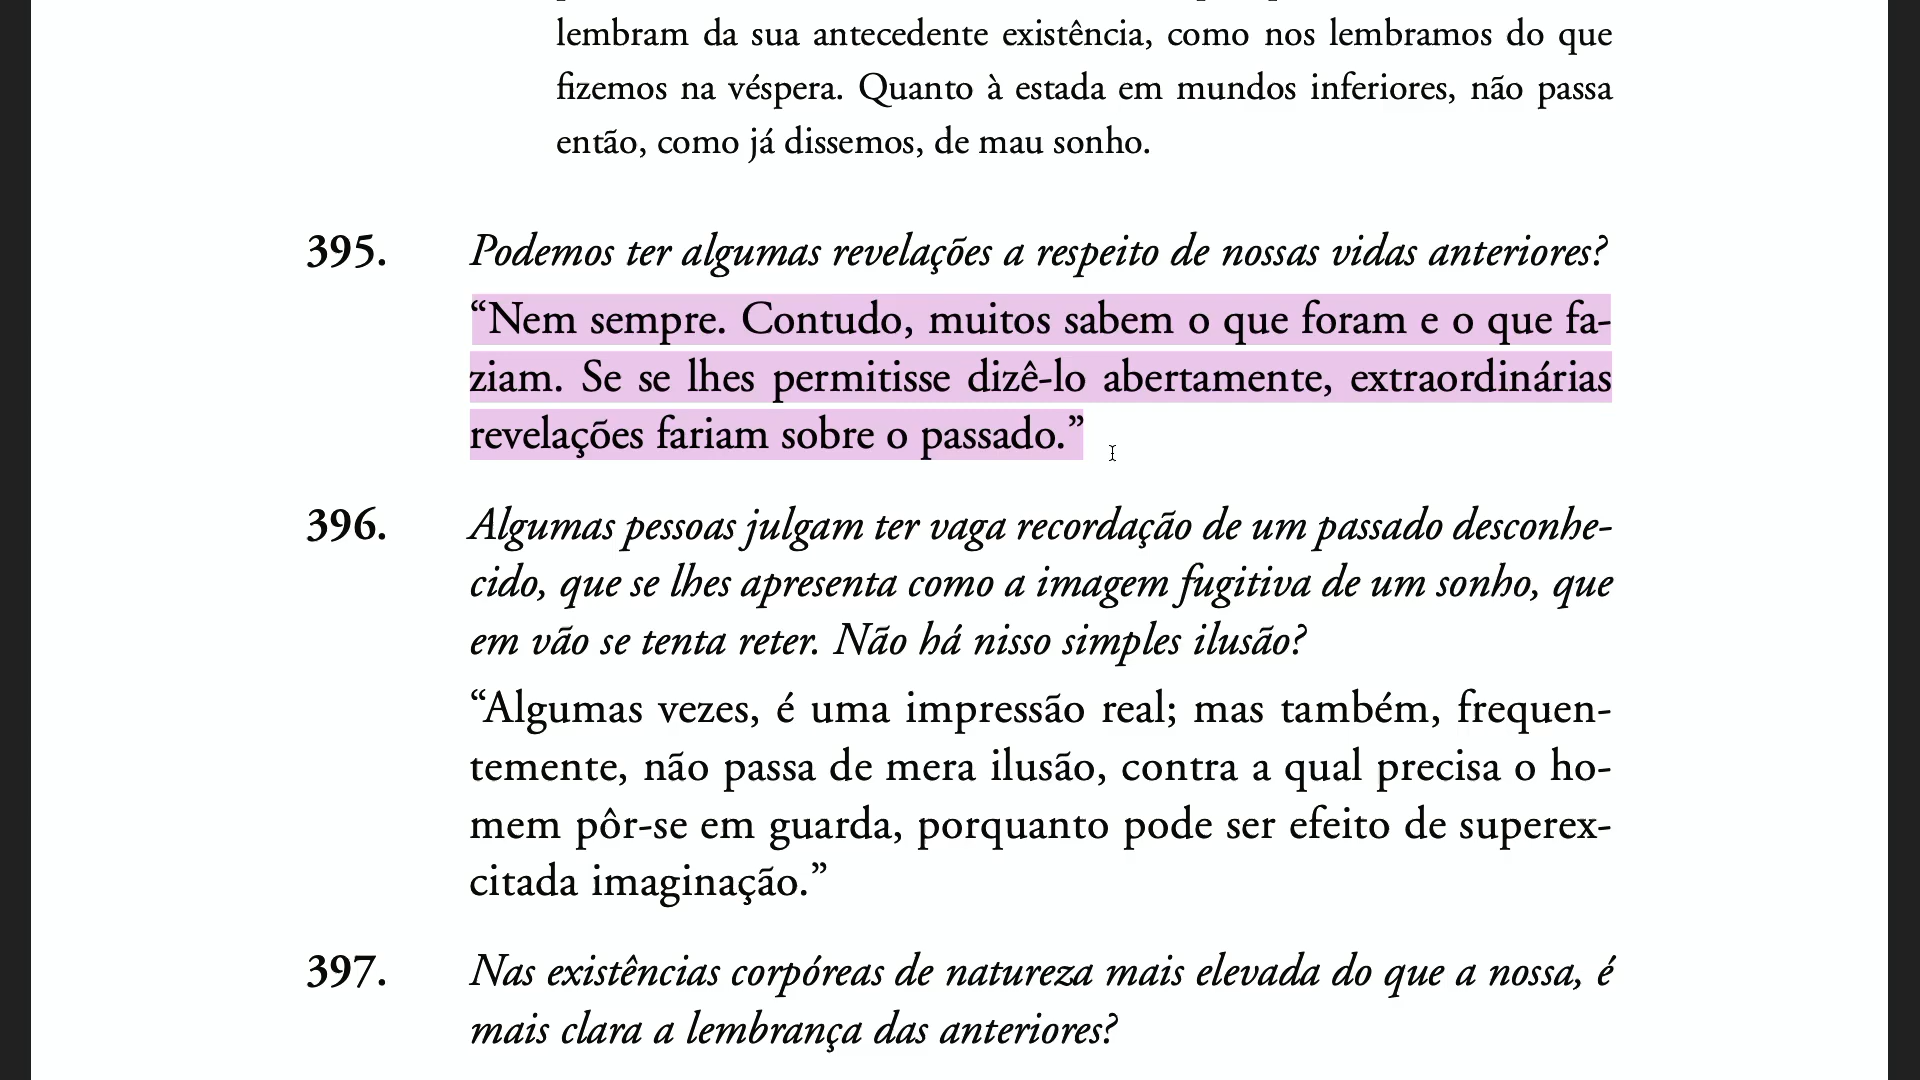 lembram da sua antecedente existência, como nos lembramos do que
fizemos na véspera. Quanto à estada em mundos inferiores, não passa
então, como já dissemos, de mau sonho.
395. Podemos ter algumas revelações a respeito de nossas vidas anteriores?
“Nem sempre. Contudo, muitos sabem o que foram e o que fa-
ziam. Se se lhes permitisse dizê-lo abertamente, extraordinárias
revelações fariam sobre o passado.”
396. Algumas pessoas julgam ter vaga recordação de um passado desconhe-
cido, que se lhes apresenta como a imagem fugitiva de um sonho, que
em vão se tenta reter. Não há nisso simples ilusão?
“Algumas vezes, é uma impressão real; mas também, frequen-
temente, não passa de mera ilusão, contra a qual precisa o ho-
mem pôr-se em guarda, porquanto pode ser efeito de superex-
citada imaginação.”
397. Nas existências corpóreas de natureza mais elevada do que a nossa, é
mais clara a lembrança das anteriores?